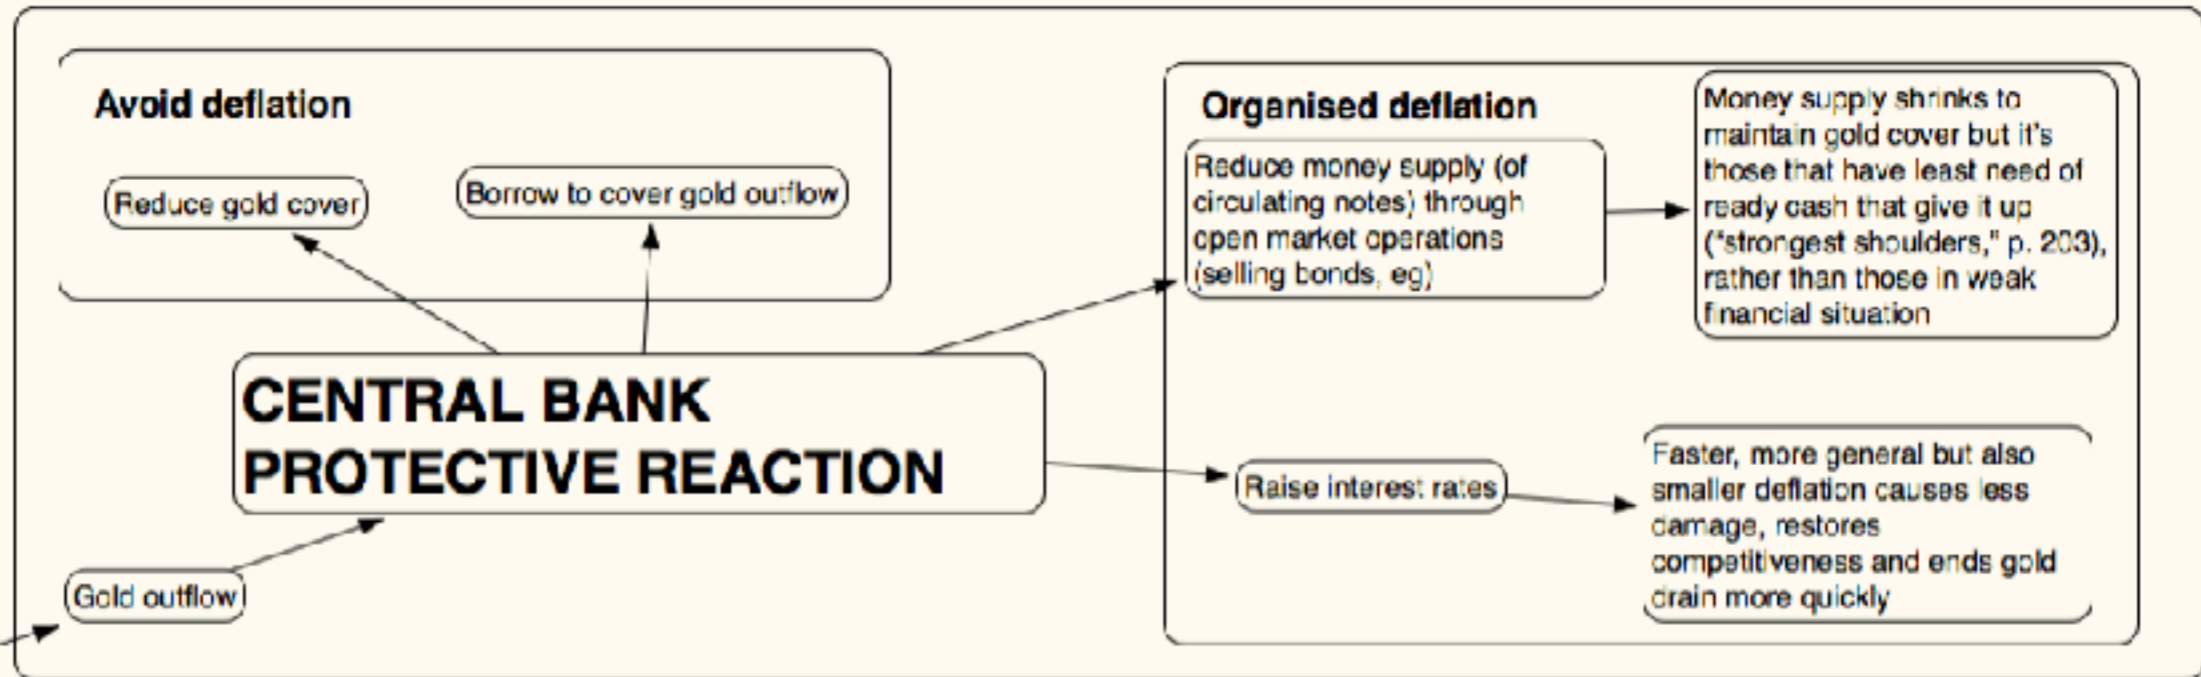 Avoid deflation
Reduce gold cover
Borrow to cover gold outflow
CENTRAL BANK
PROTECTIVE REACTION
Gold outflow
Organised deflation
Reduce money supply (of
circulating notes) through
open market operations
(selling bonds, eg)
Money supply shrinks to
maintain gold cover but it's
those that have least need of
ready cash that give it up
("strongest shoulders," p. 203),
rather than those in weak
financial situation
Raise interest rates
Faster, more general but also
smaller deflation causes less
damage, restores
competitiveness and ends gold
drain more quickly